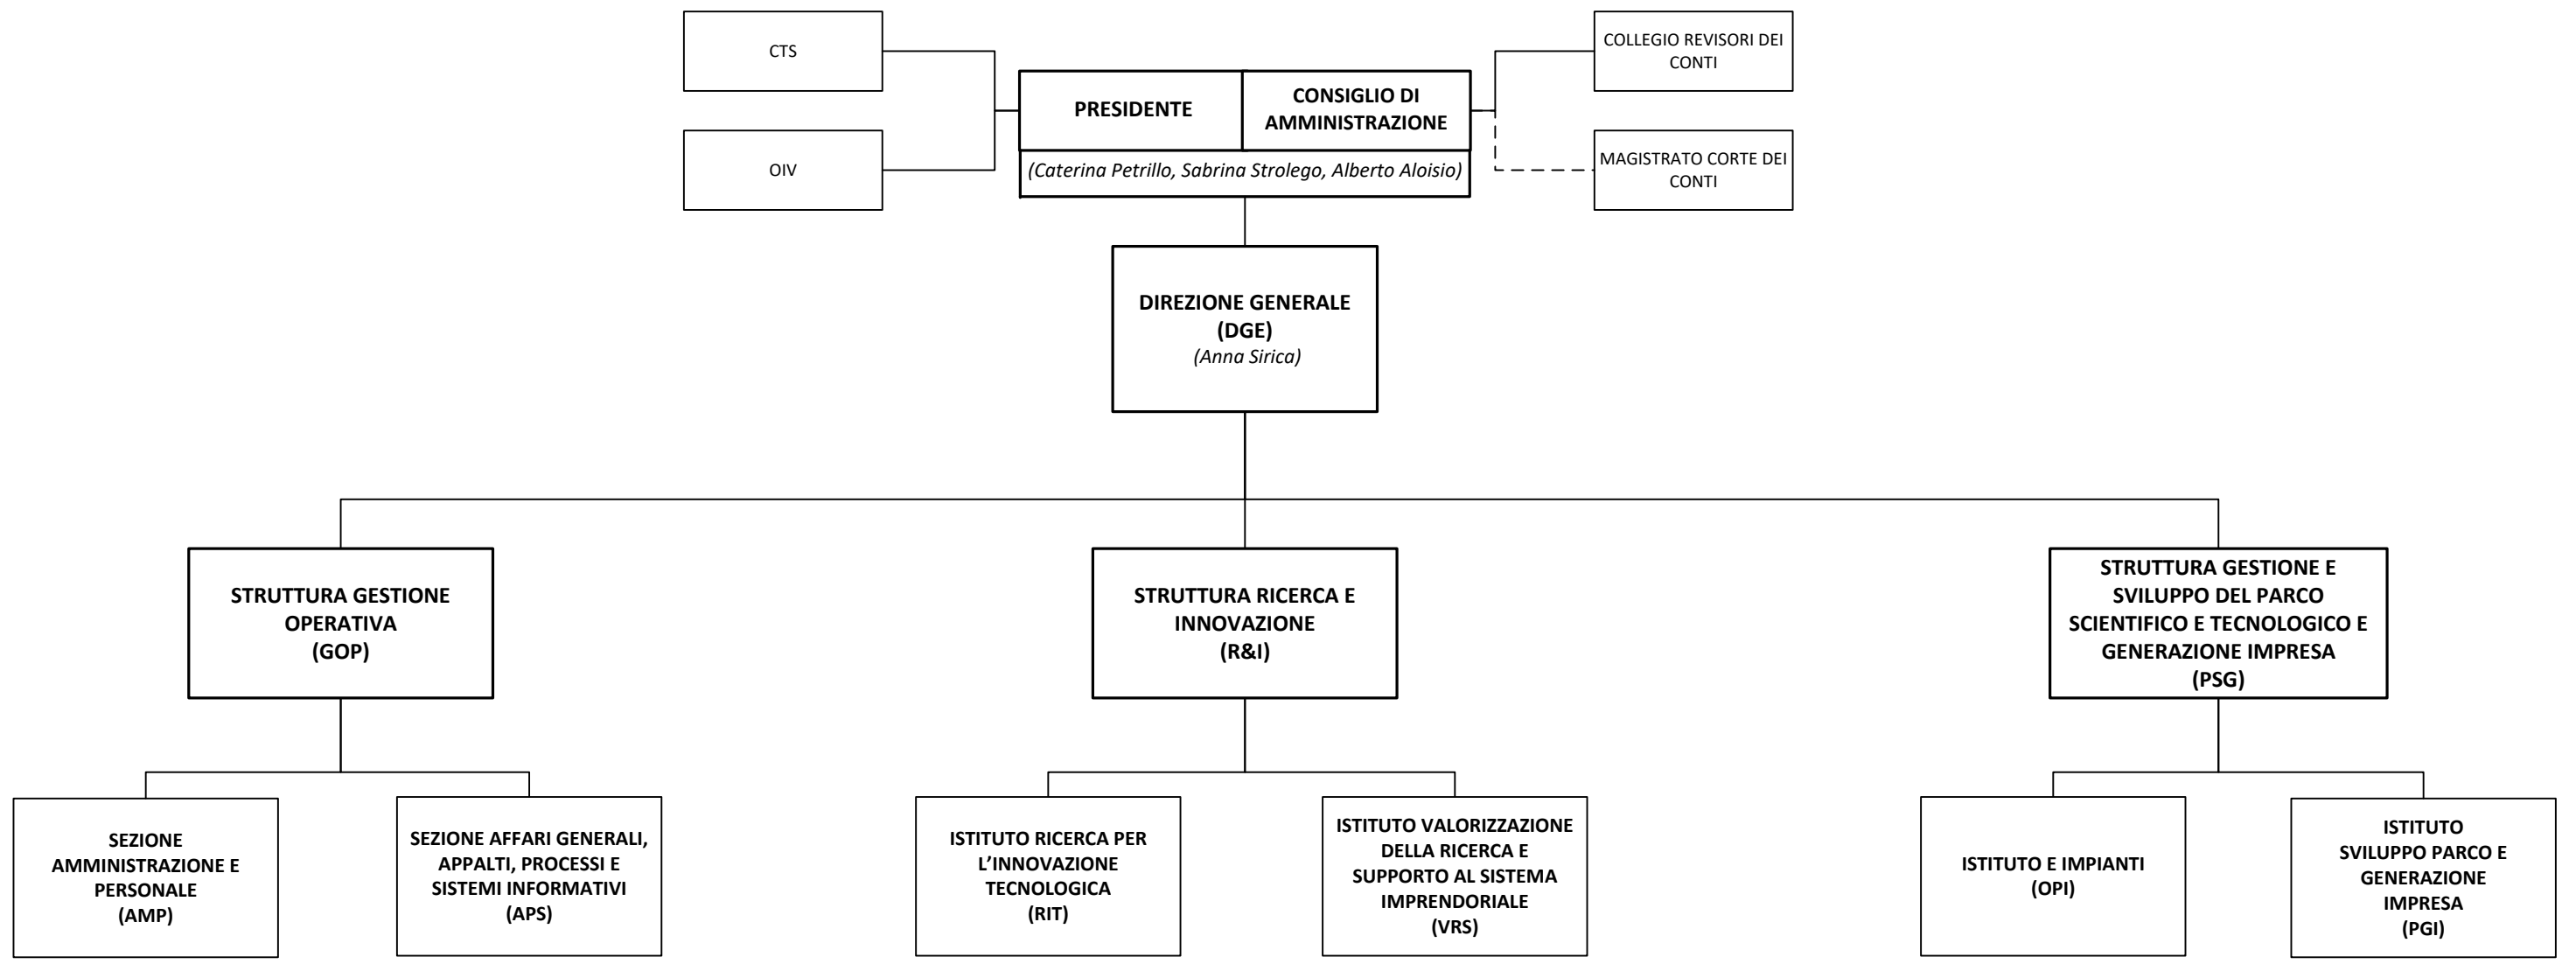 CTS
OIV
PRESIDENTE
CONSIGLIO DI
AMMINISTRAZIONE
(Caterina Petrillo, Sabrina Strolego, Alberto Aloisio)
COLLEGIO REVISORI DEI
CONTI
MAGISTRATO CORTE DEI
CONTI
DIREZIONE GENERALE
(DGE)
(Anna Sirica)
STRUTTURA GESTIONE
OPERATIVA
(GOP)
STRUTTURA RICERCA E
INNOVAZIONE
(R&I)
STRUTTURA GESTIONE E
SVILUPPO DEL PARCO
SCIENTIFICO E TECNOLOGICO E
GENERAZIONE IMPRESA
(PSG)
SEZIONE
AMMINISTRAZIONE E
PERSONALE
(AMP)
SEZIONE AFFARI GENERALI,
APPALTI, PROCESSI E
SISTEMI INFORMATIVI
(APS)
ISTITUTO RICERCA PER
L’INNOVAZIONE
TECNOLOGICA
(RIT)
ISTITUTO VALORIZZAZIONE
DELLA RICERCA E
SUPPORTO AL SISTEMA
IMPRENDORIALE
(VRS)
ISTITUTO E IMPIANTI
(OPI)
ISTITUTO
SVILUPPO PARCO E
GENERAZIONE
IMPRESA
(PGI)